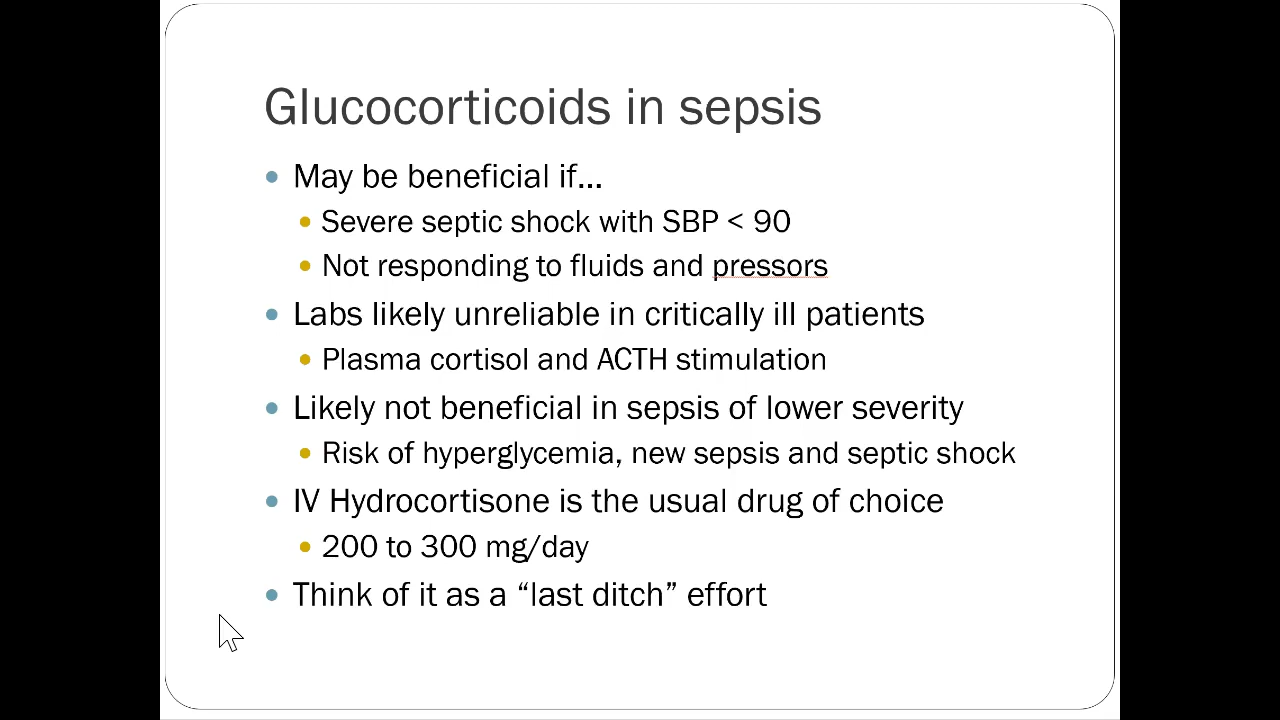 Glucocorticoids in sepsis
May be beneficial if...
Severe septic shock with SBP < 90
Not responding to fluids and pressors
Labs likely unreliable in critically ill patients
Plasma cortisol and ACTH stimulation
Likely not beneficial in sepsis of lower severity
Risk of hyperglycemia, new sepsis and septic shock
IV Hydrocortisone is the usual drug of choice
200 to 300 mg/day
Think of it as a “last ditch” effort